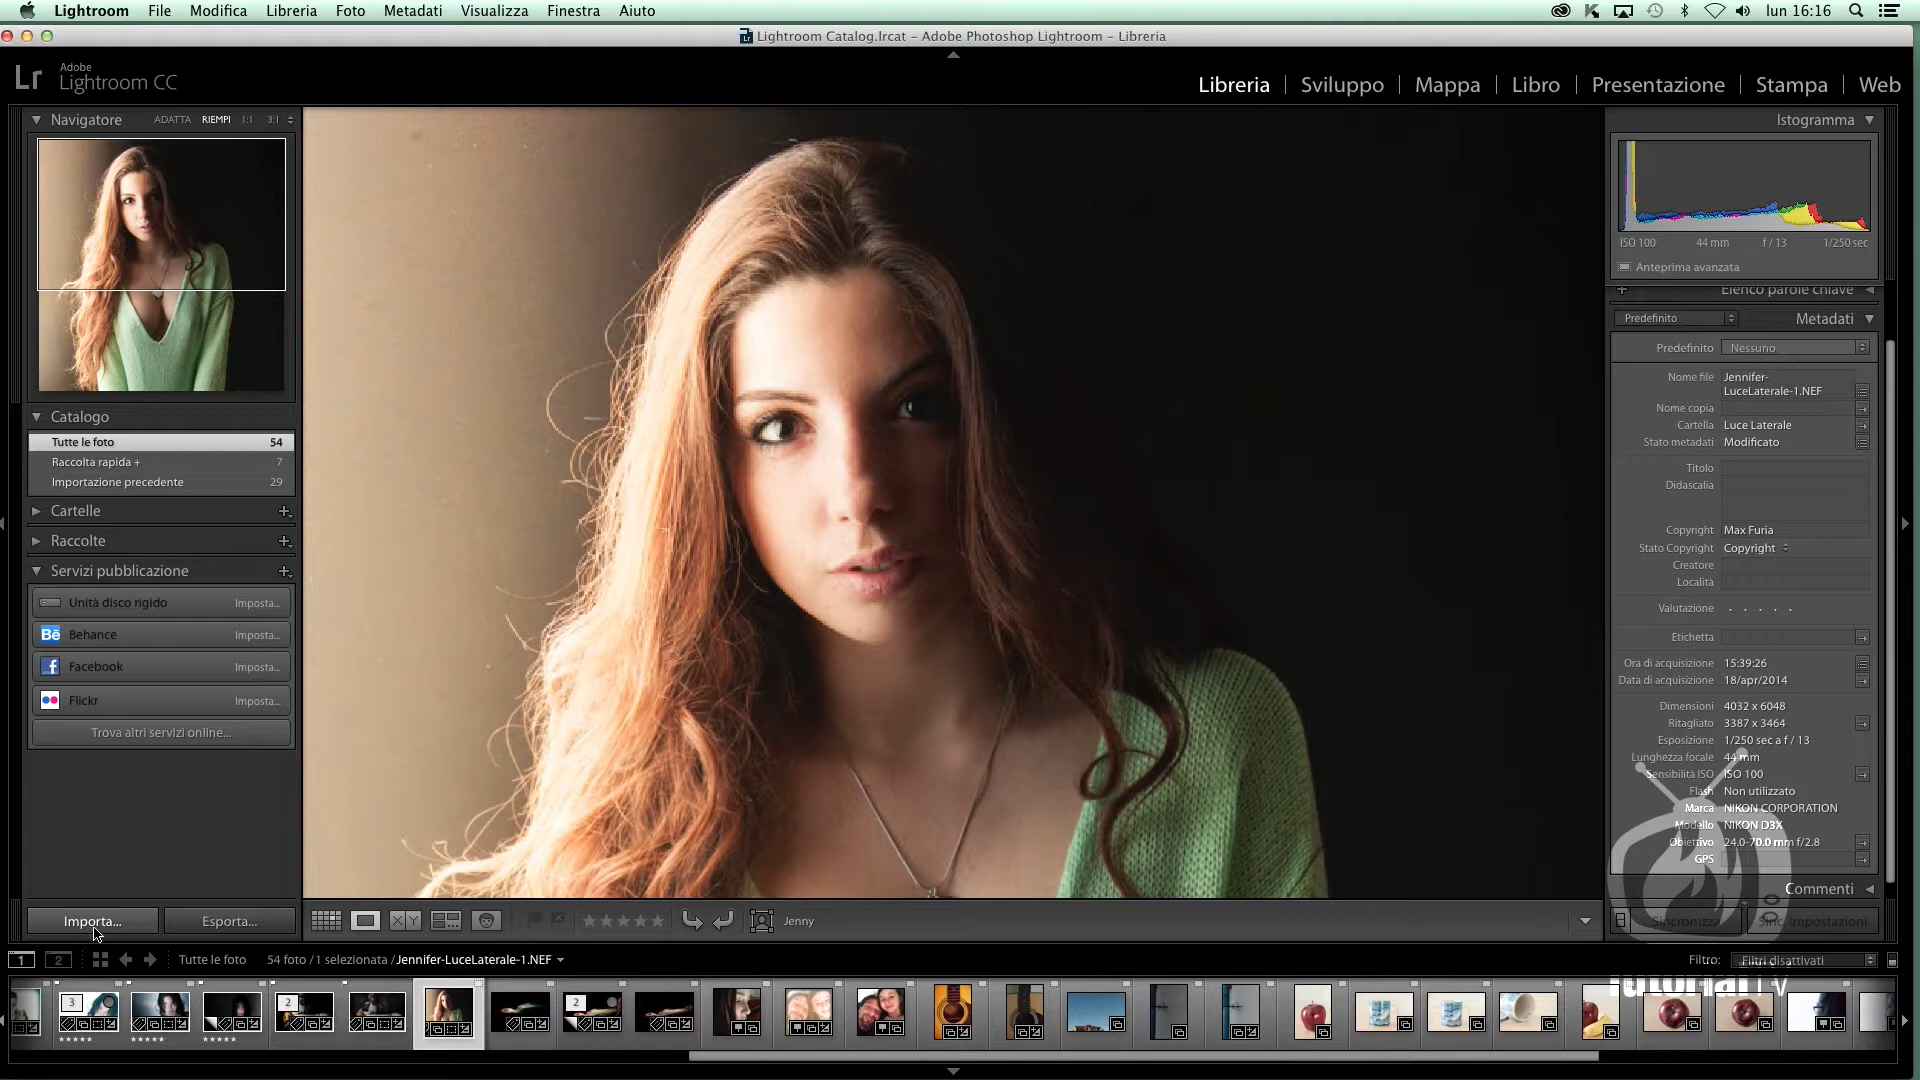 Lightroom File Modifica Libreria Foto Metadati Visualizza Finestra Aiuto lun 16:16
Lightroom Catalog.lrcat - Adobe Photoshop Lightroom - Libreria
Lr Adobe Lightroom CC
Libreria | Sviluppo | Mappa | Libro | Presentazione | Stampa | Web
Navigatore ADATTA RIEMPI 1:1 3:1
Catalogo
Tutte le foto 54
Raccolta rapida + 7
Importazione precedente 29
Cartelle
Raccolte
Servizi pubblicazione
Unità disco rigido Imposta...
Bē Behance Imposta...
f Facebook Imposta...
Flickr Imposta...
Trova altri servizi online...
Importa... Esporta...
Jenny
Istogramma
ISO 100 44 mm f / 13 1/250 sec
Anteprima avanzata
Elenco parole chiave
Predefinito Metadati
Predefinito Nessuno
Nome file Jennifer-
LuceLaterale-1.NEF
Nome copia
Cartella Luce Laterale
Stato metadati Modificato
Titolo
Didascalia
Copyright Max Furia
Stato Copyright Copyright
Creatore
Località
Valutazione . . . . .
Etichetta
Ora di acquisizione 15:39:26
Data di acquisizione 18/apr/2014
Dimensioni 4032 x 6048
Ritagliato 3387 x 3464
Esposizione 1/250 sec a f / 13
Lunghezza focale 44 mm
Sensibilità ISO ISO 100
Flash Non utilizzato
Marca NIKON CORPORATION
Modello NIKON D3X
Obiettivo 24.0-70.0 mm f/2.8
GPS
Commenti
Sincronizza Sinc. Impostazioni
1 2 Tutte le foto 54 foto /1 selezionata /Jennifer-LuceLaterale-1.NEF
Filtro: Filtri disattivati
3 2 2
Tutorial TV